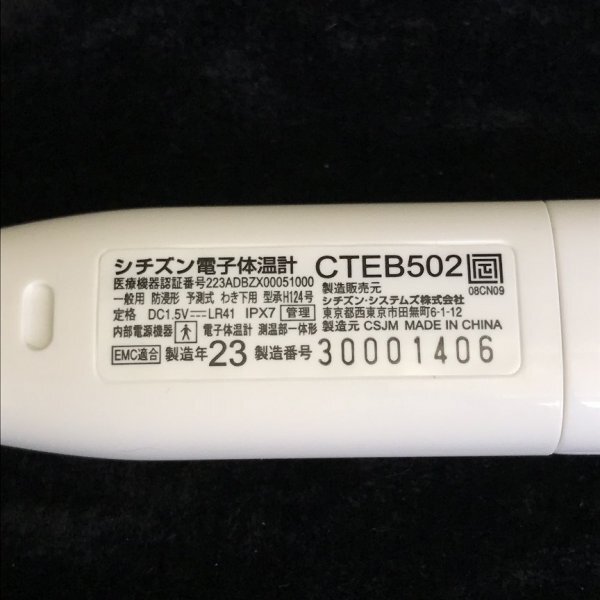 シチズン電子体温計 CTEB502
医療機器認証番号223ADBZX00051000
08CN09
一般用 防浸形 予測式 わき下用 型承H124号
定格 DC1.5V LR41 IPX7 管理
内部電源機器 電子体温計 測温部一体形
製造販売元
シチズン・システムズ株式会社
東京都西東京市田無町6-1-12
製造元 CSJM MADE IN CHINA
EMC適合 製造年 23 製造番号 30001406